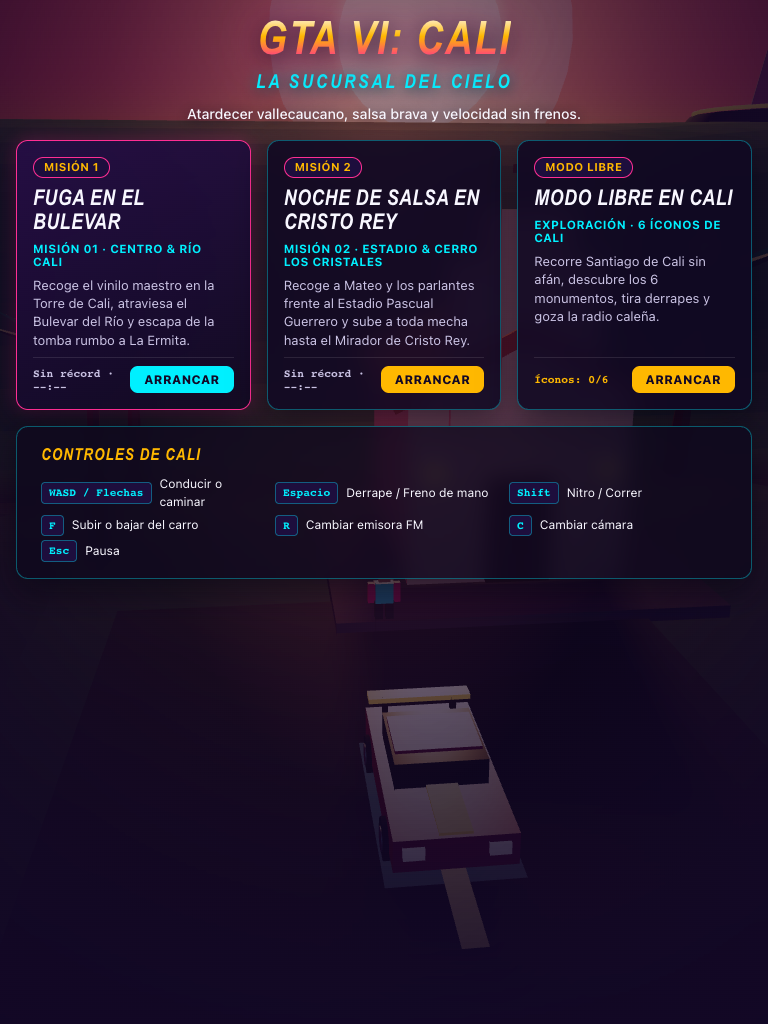 GTA VI: CALI
LA SUCURSAL DEL CIELO
Atardecer vallecaucano, salsa brava y velocidad sin frenos.
MISIÓN 1
FUGA EN EL
BULEVAR
MISIÓN 01 · CENTRO & RÍO
CALI
Recoge el vinilo maestro en la
Torre de Cali, atraviesa el
Bulevar del Río y escapa de la
tomba rumbo a La Ermita.
Sin récord ·
--:--
ARRANCAR
MISIÓN 2
NOCHE DE SALSA EN
CRISTO REY
MISIÓN 02 · ESTADIO & CERRO
LOS CRISTALES
Recoge a Mateo y los parlantes
frente al Estadio Pascual
Guerrero y sube a toda mecha
hasta el Mirador de Cristo Rey.
Sin récord ·
--:--
ARRANCAR
MODO LIBRE
MODO LIBRE EN CALI
EXPLORACIÓN · 6 ÍCONOS DE
CALI
Recorre Santiago de Cali sin
afán, descubre los 6
monumentos, tira derrapes y
goza la radio caleña.
Íconos: 0/6
ARRANCAR
CONTROLES DE CALI
WASD / Flechas Conducir o
caminar
Espacio Derrape / Freno de mano
Shift Nitro / Correr
F Subir o bajar del carro
R Cambiar emisora FM
C Cambiar cámara
Esc Pausa